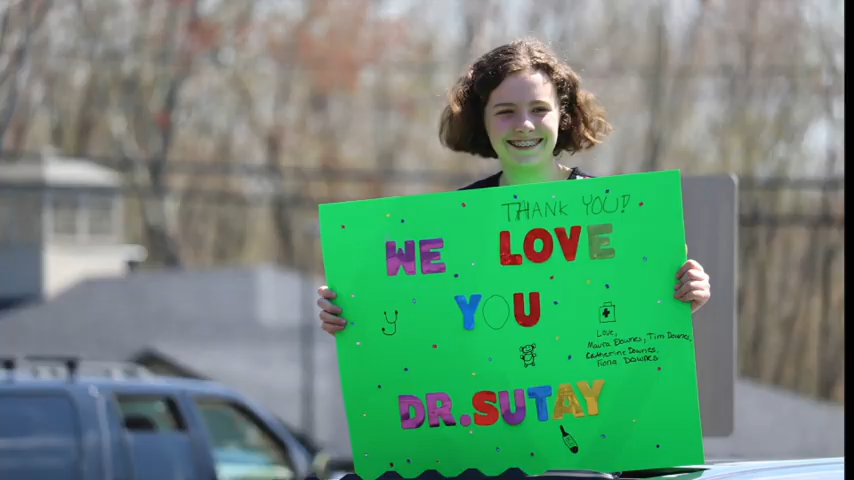 THANK YOU!
WE LOVE
YOU
Love,
Maura Downes, Tim Downes,
Catherine Downes,
Fiona Downes
DR. SUTAY